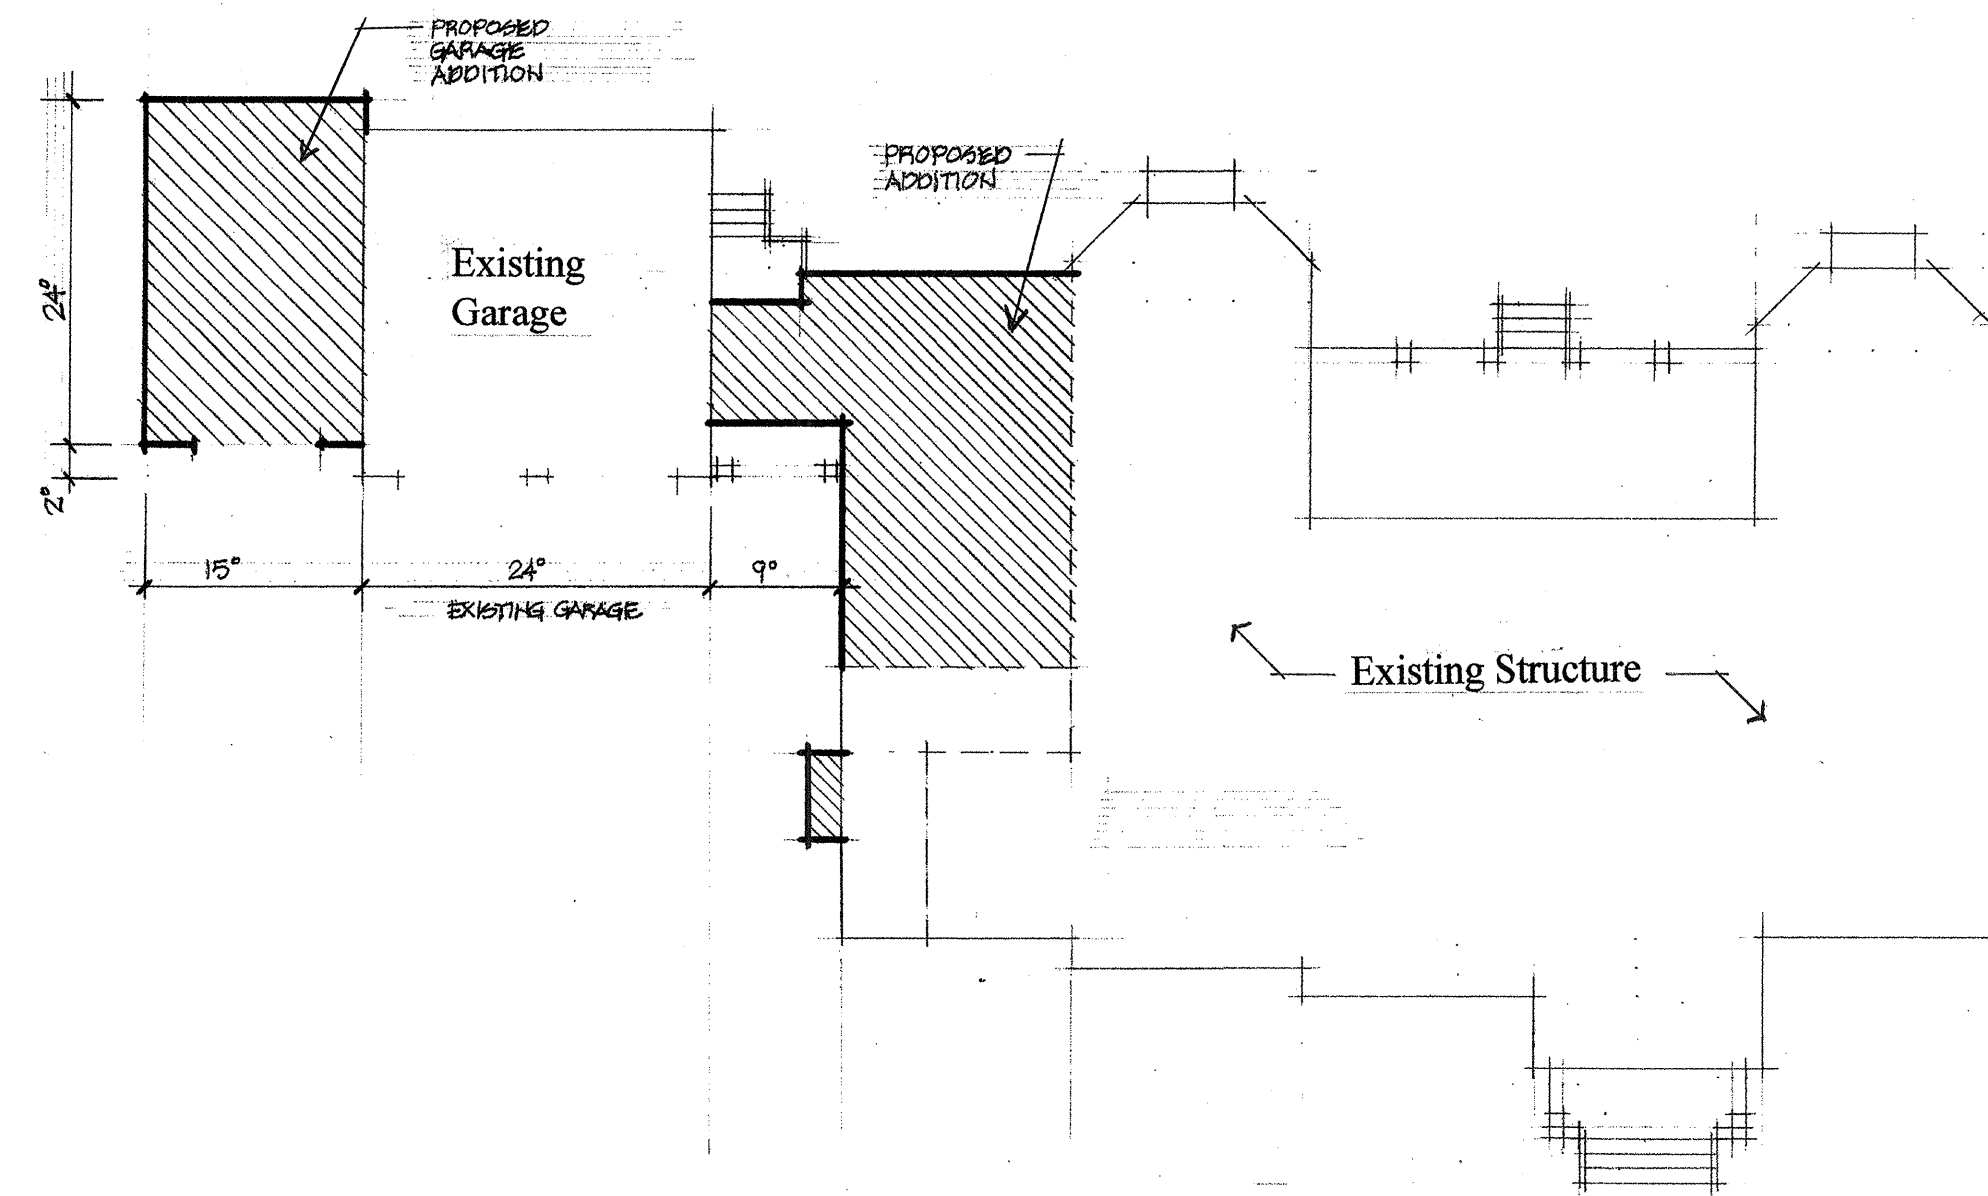 PROPOSED
GARAGE
ADDITION
PROPOSED
ADDITION
Existing
Garage
24°
2°
15°
24°
9°
EXISTING GARAGE
Existing Structure